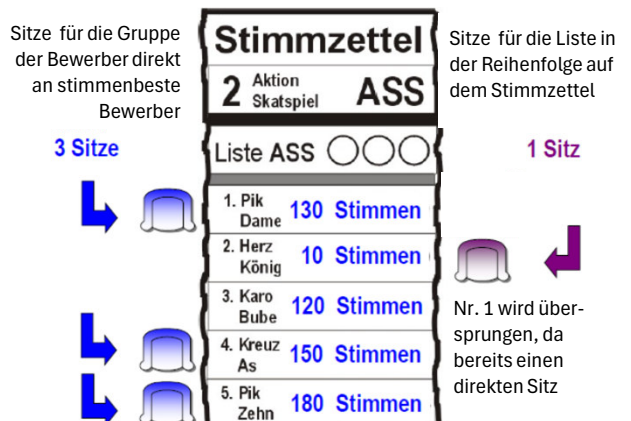 Sitze für die Gruppe
der Bewerber direkt
an stimmenbeste
Bewerber
3 Sitze
Stimmzettel
2 Aktion Skatspiel ASS
Liste ASS
1. Pik Dame 130 Stimmen
2. Herz König 10 Stimmen
3. Karo Bube 120 Stimmen
4. Kreuz As 150 Stimmen
5. Pik Zehn 180 Stimmen
Sitze für die Liste in
der Reihenfolge auf
dem Stimmzettel
1 Sitz
Nr. 1 wird über-
sprungen, da
bereits einen
direkten Sitz